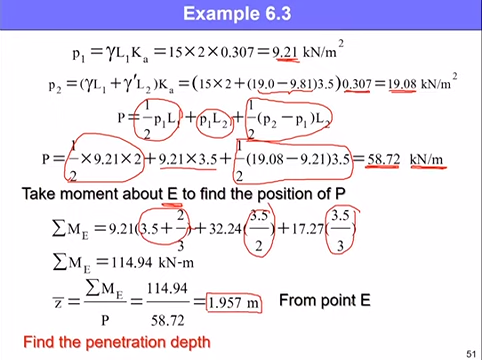 Example 6.3
p₁ = γL₁Kₐ = 15×2×0.307 = 9.21 kN/m²
p₂ = (γL₁ + γ′L₂)Kₐ = (15×2 + (19.0 − 9.81)3.5)0.307 = 19.08 kN/m²
P = 1/2 p₁L₁ + p₁L₂ + 1/2 (p₂ − p₁)L₂
P = 1/2 ×9.21×2 + 9.21×3.5 + 1/2 (19.08 − 9.21)3.5 = 58.72 kN/m
Take moment about E to find the position of P
∑M_E = 9.21(3.5 + 2/3) + 32.24(3.5/2) + 17.27(3.5/3)
∑M_E = 114.94 kN-m
z̄ = ∑M_E/P = 114.94/58.72 = 1.957 m From point E
Find the penetration depth
51